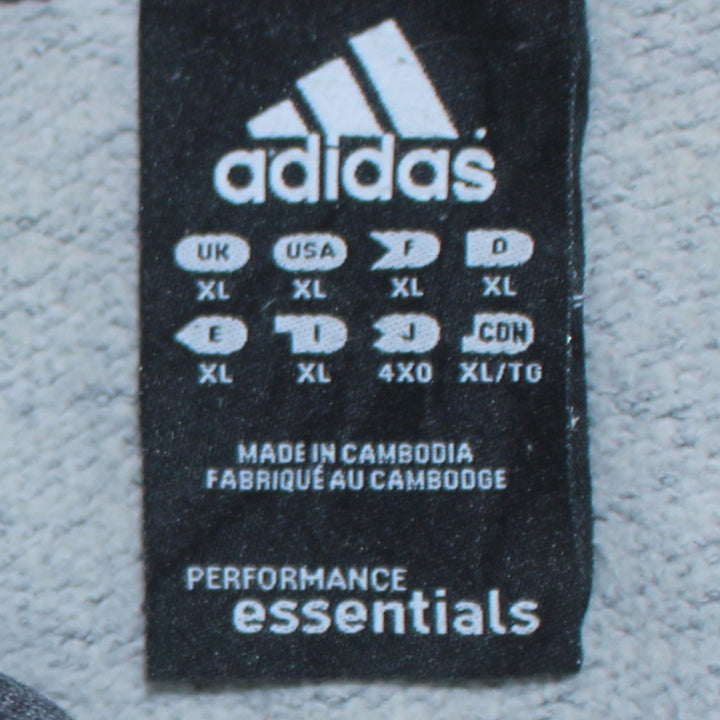 adidas
UK USA F D
XL XL XL XL
E I J CDN
XL XL 4XO XL/TG
MADE IN CAMBODIA
FABRIQUÉ AU CAMBODGE
PERFORMANCE
essentials